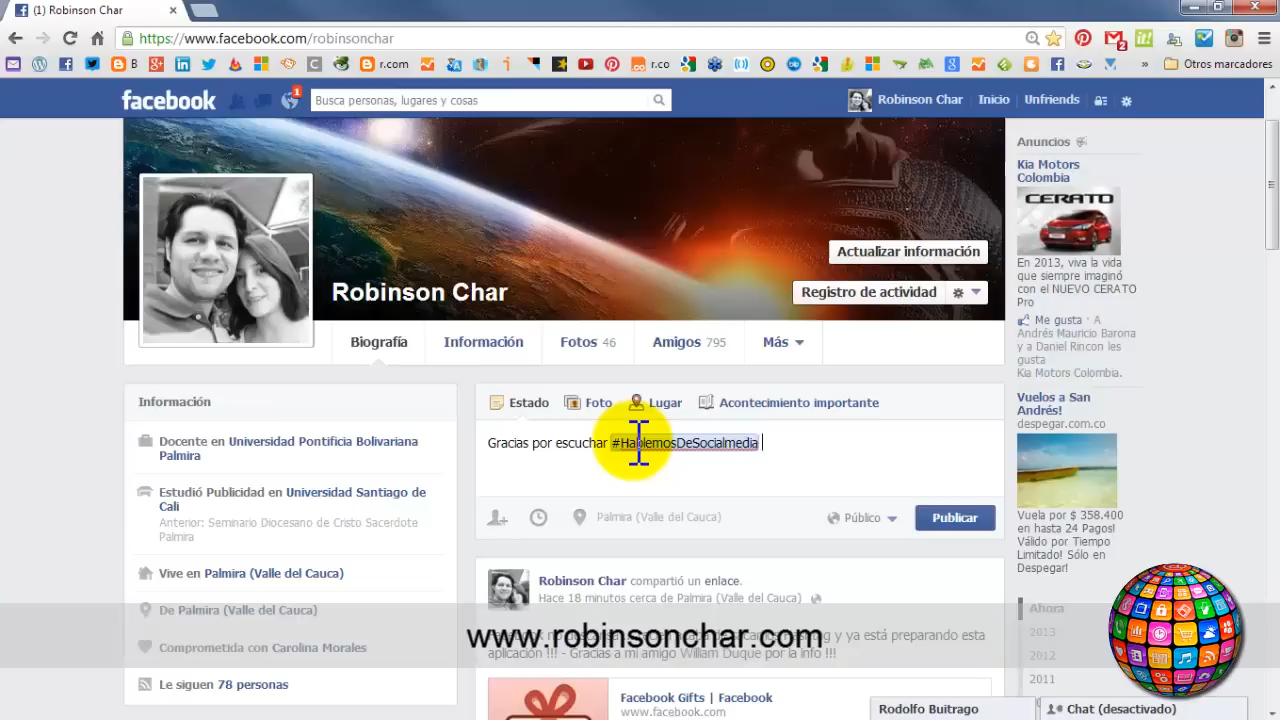 (1) Robinson Char
https://www.facebook.com/robinsonchar
B
r.com
r.co
Otros marcadores
facebook
1
Busca personas, lugares y cosas
Robinson Char
Inicio
Unfriends
Actualizar información
Robinson Char
Registro de actividad
Biografía
Información
Fotos 46
Amigos 795
Más
Información
Docente en Universidad Pontificia Bolivariana
Palmira
Estudió Publicidad en Universidad Santiago de
Cali
Anterior: Seminario Diocesano de Cristo Sacerdote
Palmira
Vive en Palmira (Valle del Cauca)
De Palmira (Valle del Cauca)
Comprometida con Carolina Morales
Le siguen 78 personas
Estado
Foto
Lugar
Acontecimiento importante
Gracias por escuchar #HablemosDeSocialmedia
Palmira (Valle del Cauca)
Público
Publicar
Robinson Char compartió un enlace.
Hace 18 minutos cerca de Palmira (Valle del Cauca)
y ya está preparando esta
aplicación !!! - Gracias a mi amigo William Duque por la info !!!
www.robinsonchar.com
Facebook Gifts | Facebook
www.facebook.com
Anuncios
Kia Motors
Colombia
CERATO
En 2013, viva la vida
que siempre imaginó
con el NUEVO CERATO
Pro
Me gusta · A
Andrés Mauricio Barona
y a Daniel Rincon les
gusta
Kia Motors Colombia.
Vuelos a San
Andrés!
despegar.com.co
Vuela por $ 358.400
en hasta 24 Pagos!
Válido por Tiempo
Limitado! Sólo en
Despegar!
Ahora
2013
2012
2011
Rodolfo Buitrago
Chat (desactivado)